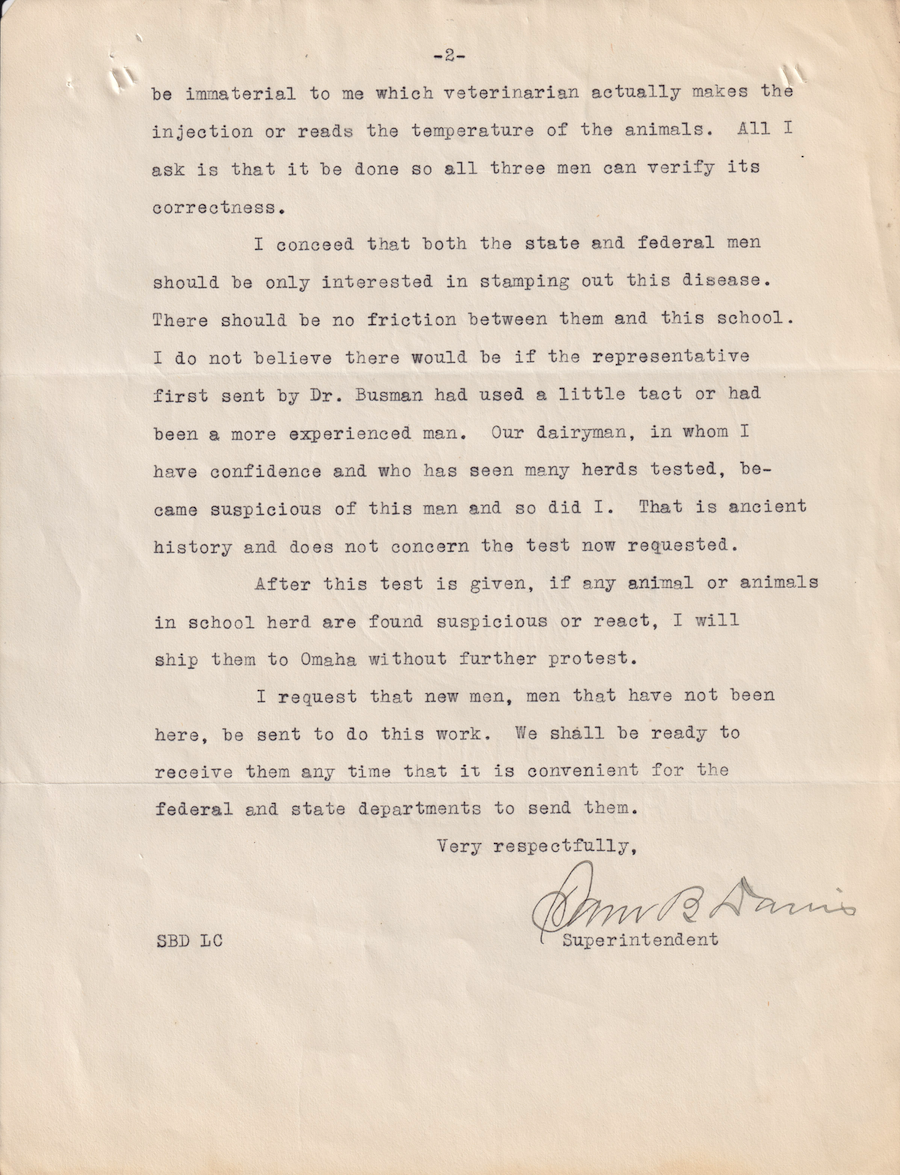 -2-
be immaterial to me which veterinarian actually makes the
injection or reads the temperature of the animals.  All I
ask is that it be done so all three men can verify its
correctness.
I conceed that both the state and federal men
should be only interested in stamping out this disease.
There should be no friction between them and this school.
I do not believe there would be if the representative
first sent by Dr. Busman had used a little tact or had
been a more experienced man.  Our dairyman, in whom I
have confidence and who has seen many herds tested, be-
came suspicious of this man and so did I.  That is ancient
history and does not concern the test now requested.
After this test is given, if any animal or animals
in school herd are found suspicious or react, I will
ship them to Omaha without further protest.
I request that new men, men that have not been
here, be sent to do this work.  We shall be ready to
receive them any time that it is convenient for the
federal and state departments to send them.
Very respectfully,
Sam B Davis
SBD LC Superintendent